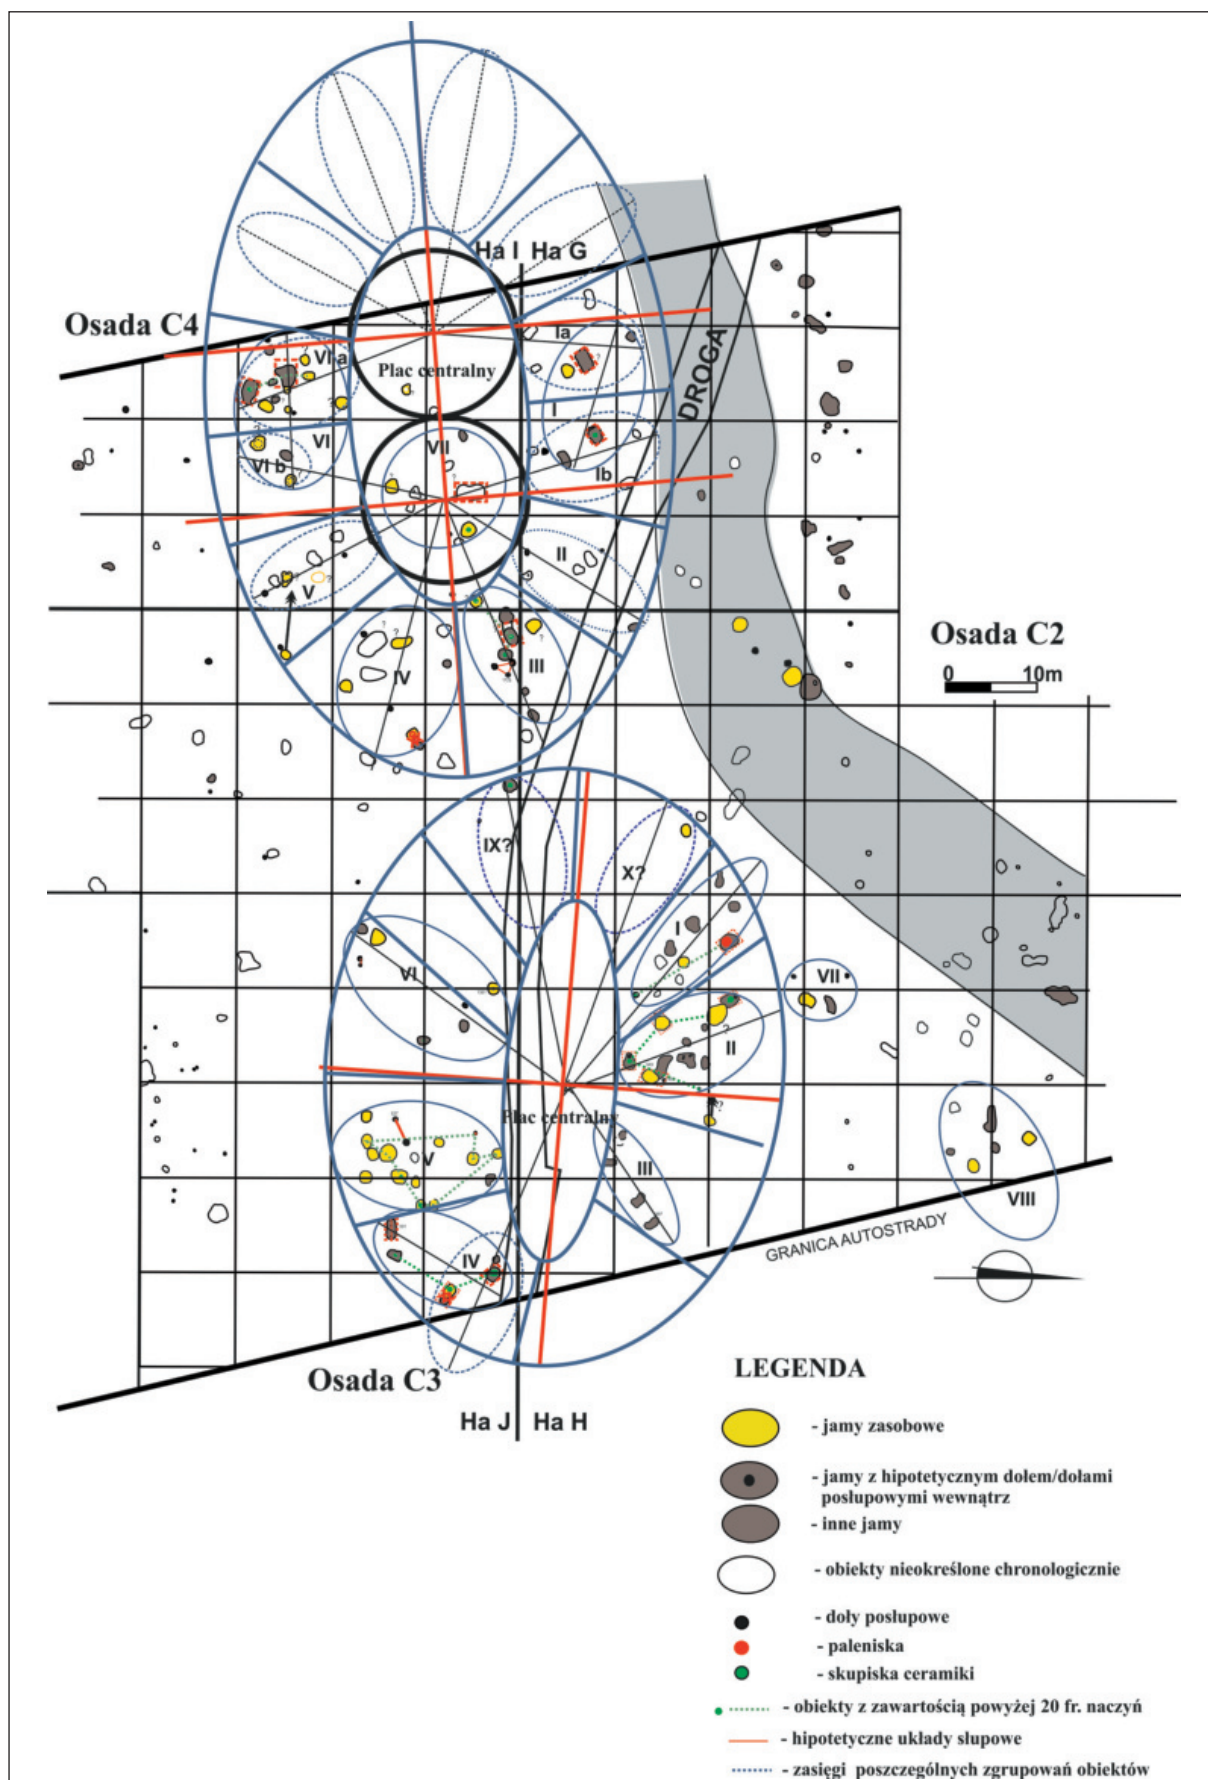 Ha I Ha G
Osada C4
Ia
VI a
Plac centralny
DROGA
I
VII
VI
VI b
Ib
II
V
Osada C2
III
0 10m
IV
IX?
X?
I
VI
VII
II
Plac centralny
V
III
VIII
GRANICA AUTOSTRADY
IV
Osada C3
LEGENDA
Ha J Ha H
- jamy zasobowe
- jamy z hipotetycznym dołem/dołami
posłupowymi wewnątrz
- inne jamy
- obiekty nieokreślone chronologicznie
- doły posłupowe
- paleniska
- skupiska ceramiki
- obiekty z zawartością powyżej 20 fr. naczyń
- hipotetyczne układy słupowe
- zasięgi poszczególnych zgrupowań obiektów